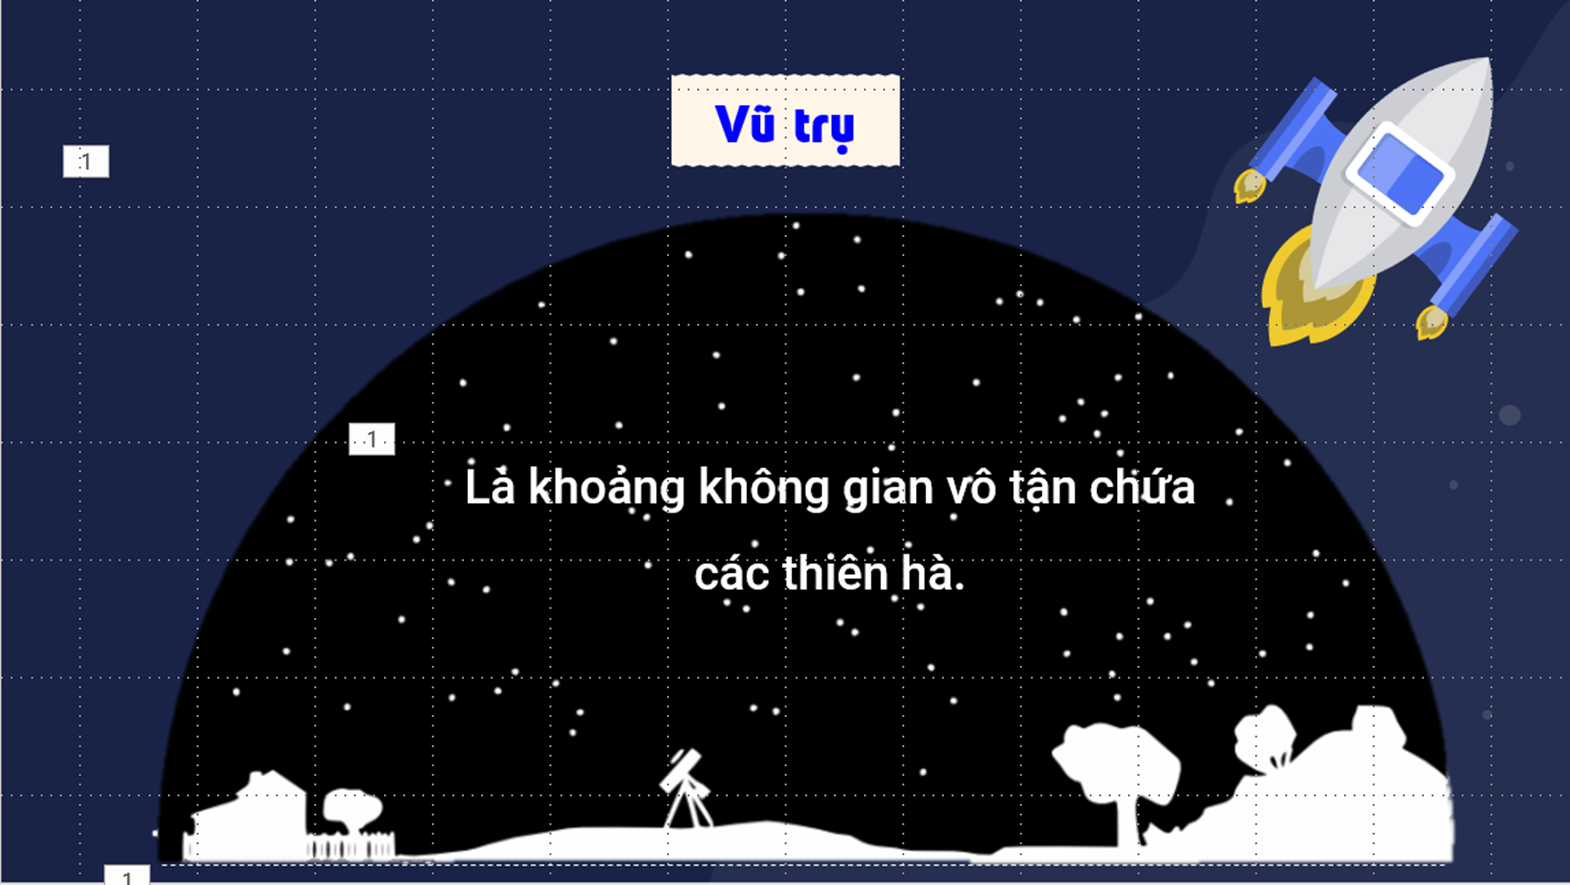 Vũ trụ
1
1
Là khoảng không gian vô tận chứa
các thiên hà.
1